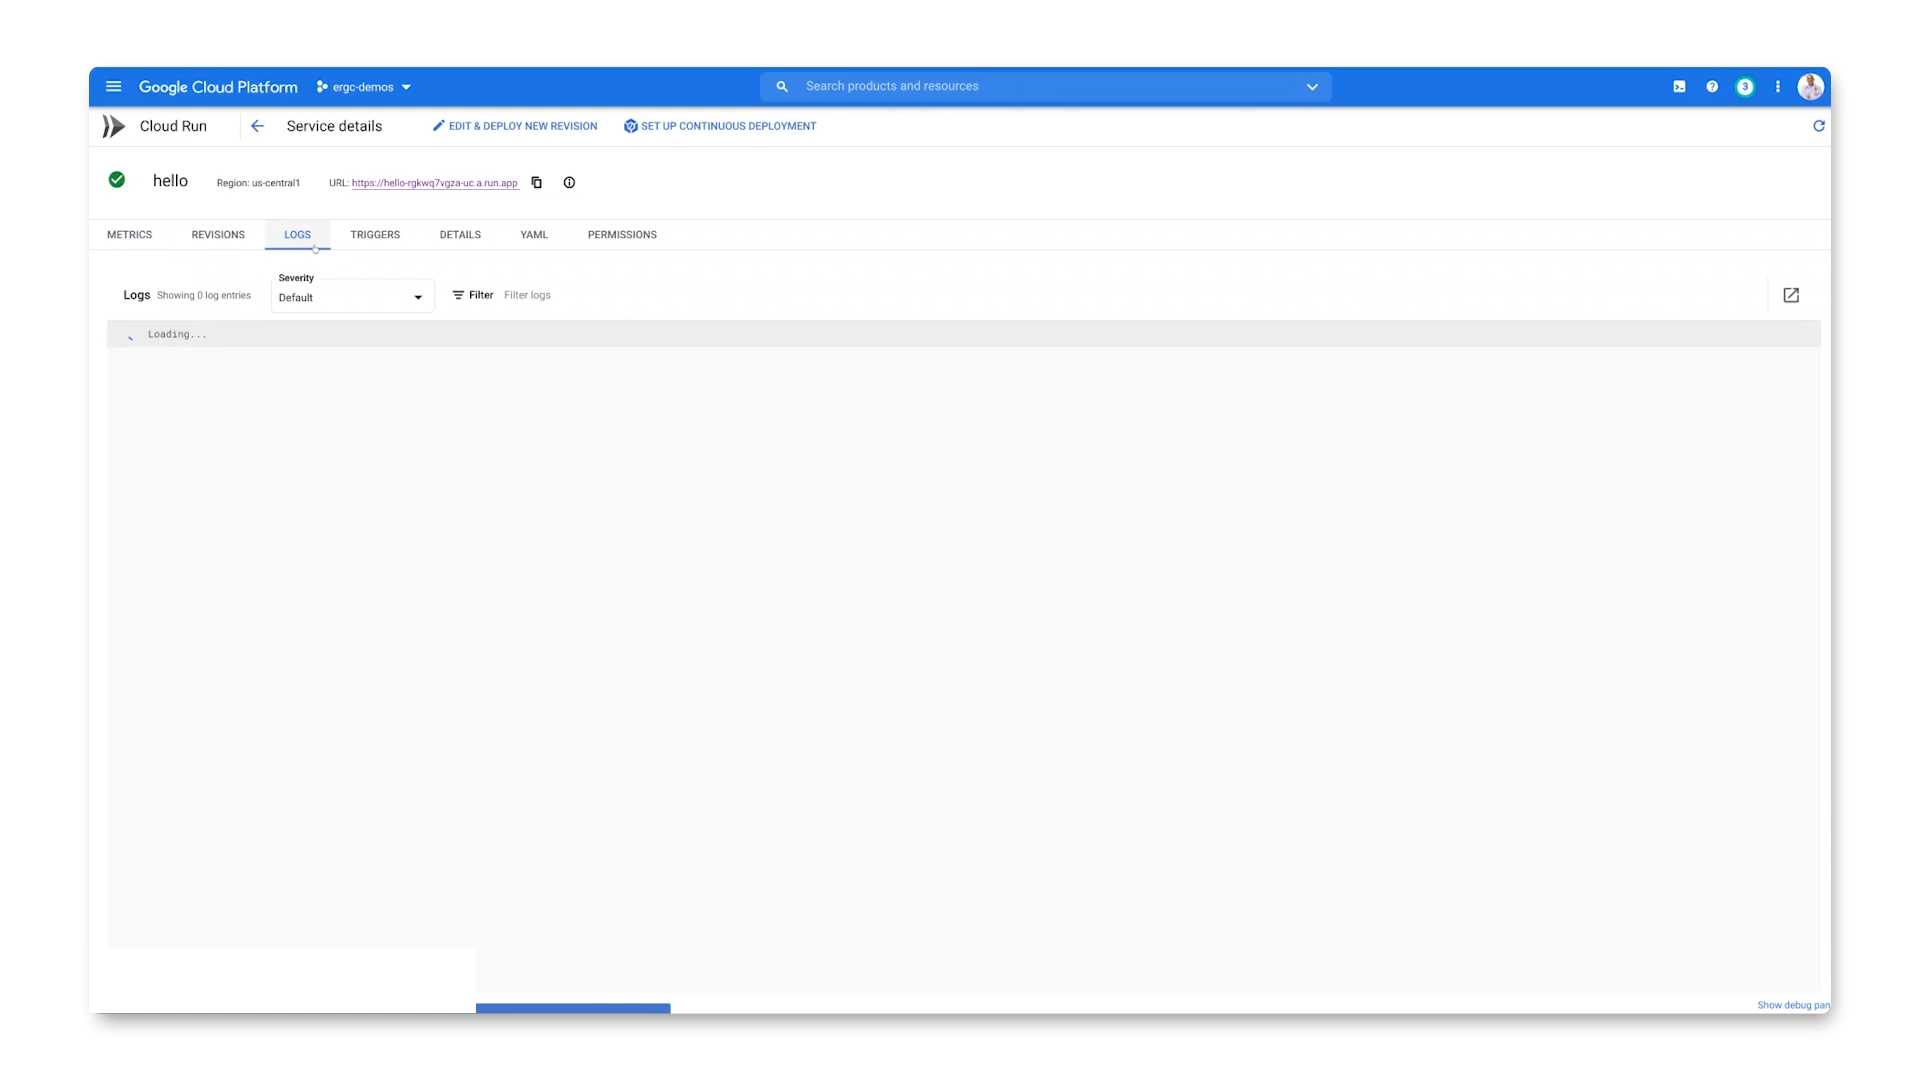 Google Cloud Platform ergc-demos Search products and resources 3
Cloud Run Service details EDIT & DEPLOY NEW REVISION SET UP CONTINUOUS DEPLOYMENT
hello Region: us-central1 URL: https://hello-rgkwq7vgza-uc.a.run.app
METRICS REVISIONS LOGS TRIGGERS DETAILS YAML PERMISSIONS
Severity
Logs Showing 0 log entries Default Filter Filter logs
Loading...
Show debug pan